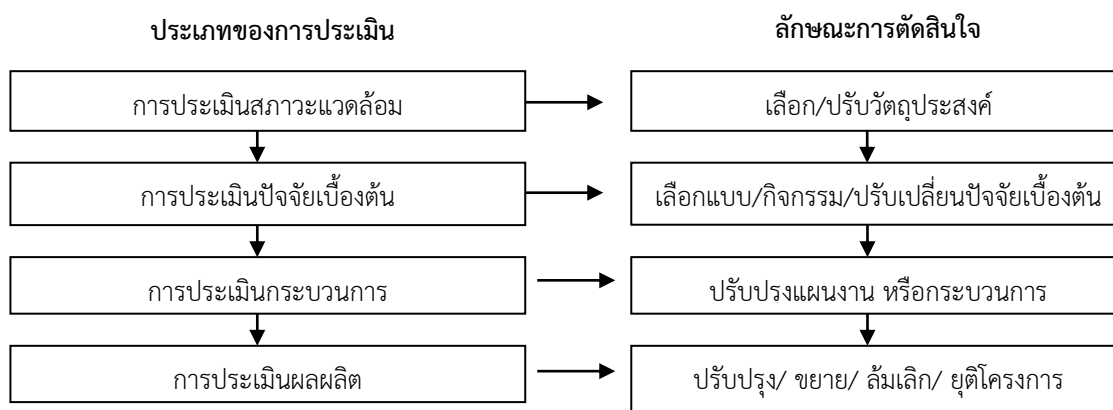 ประเภทของการประเมิน ลักษณะการตัดสินใจ
การประเมินสภาวะแวดล้อม เลือก/ปรับวัตถุประสงค์
การประเมินปัจจัยเบื้องต้น เลือกแบบ/กิจกรรม/ปรับเปลี่ยนปัจจัยเบื้องต้น
การประเมินกระบวนการ ปรับปรงแผนงาน หรือกระบวนการ
การประเมินผลผลิต ปรับปรุง/ ขยาย/ ล้มเลิก/ ยุติโครงการ